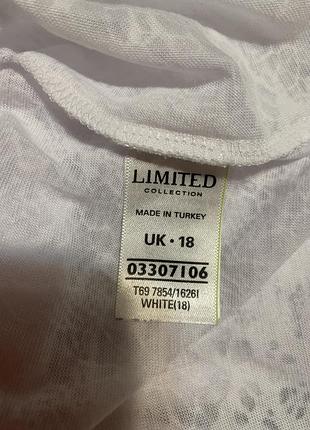 LIMITED
COLLECTION
MADE IN TURKEY
UK • 18
03307106
T69 7854/1626I
WHITE(18)